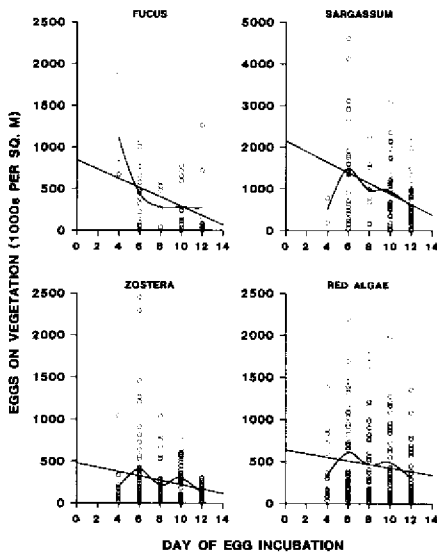 FUCUS
SARGASSUM
2500
2000
1500
1000
500
0
0 2 4 6 8 10 12 14
5000
4000
3000
2000
1000
0
0 2 4 6 8 10 12 14
EGGS ON VEGETATION (1000s PER SQ. M)
ZOSTERA
RED ALGAE
2500
2000
1500
1000
500
0
0 2 4 6 8 10 12 14
2500
2000
1500
1000
500
0
0 2 4 6 8 10 12 14
DAY OF EGG INCUBATION